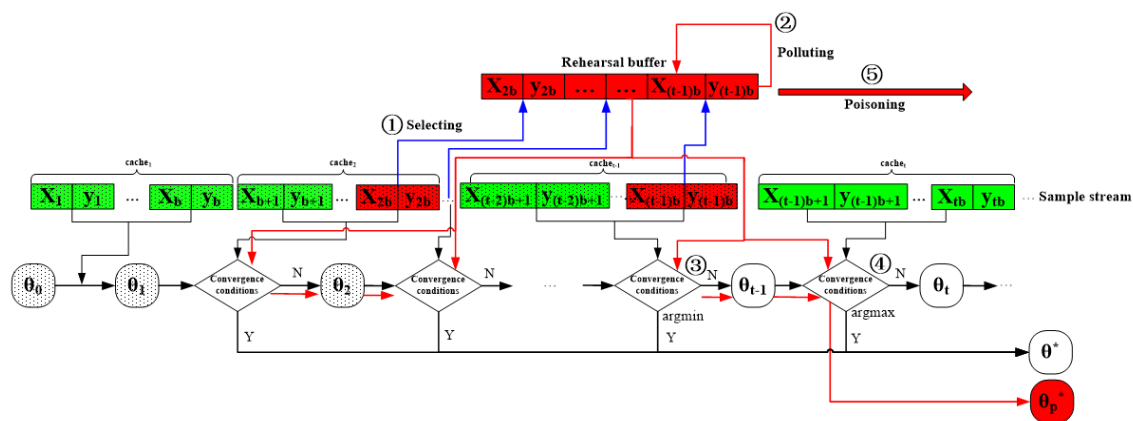 ②
Polluting
Rehearsal buffer
X2b y2b ... ... X(t-1)b y(t-1)b
⑤
Poisoning
① Selecting
cache1 cache2 cachet-1 cachet
X1 y1 ... Xb yb Xb+1 yb+1 ... X2b y2b ... X(t-2)b+1 y(t-2)b+1 ... X(t-1)b y(t-1)b X(t-1)b+1 y(t-1)b+1 ... Xtb ytb ... Sample stream
θ0 θ1 Convergence conditions N θ2 Convergence conditions N ... Convergence conditions ③ N θt-1 Convergence conditions ④ N θt ...
argmin argmax
Y Y Y Y
θ*
θp*